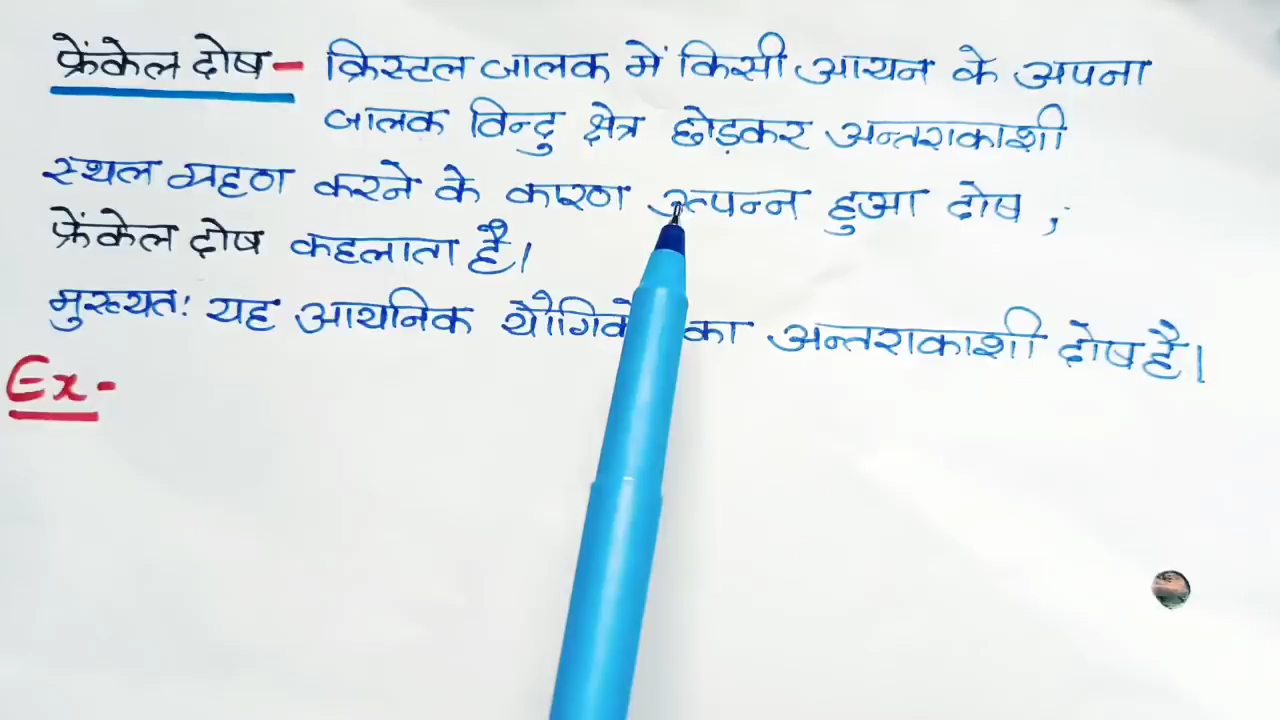 फ्रेंकेल दोष - क्रिस्टल जालक में किसी आयन के अपना
जालक विन्दु क्षेत्र छोड़कर अन्तराकाशी
स्थल ग्रहण करने के कारण उत्पन्न हुआ दोष ,
फ्रेंकेल दोष कहलाता है।
मुख्यतः यह आयनिक का अन्तराकाशी दोष है।
Ex-